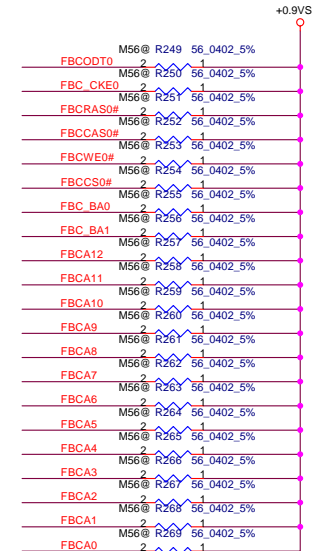 +0.9VS
M56@ R249 56_0402_5%
FBCODT0 2 1
M56@ R250 56_0402_5%
FBC_CKE0 2 1
M56@ R251 56_0402_5%
FBCRAS0# 2 1
M56@ R252 56_0402_5%
FBCCAS0# 2 1
M56@ R253 56_0402_5%
FBCWE0# 2 1
M56@ R254 56_0402_5%
FBCCS0# 2 1
M56@ R255 56_0402_5%
FBC_BA0 2 1
M56@ R256 56_0402_5%
FBC_BA1 2 1
M56@ R257 56_0402_5%
FBCA12 2 1
M56@ R258 56_0402_5%
FBCA11 2 1
M56@ R259 56_0402_5%
FBCA10 2 1
M56@ R260 56_0402_5%
FBCA9 2 1
M56@ R261 56_0402_5%
FBCA8 2 1
M56@ R262 56_0402_5%
FBCA7 2 1
M56@ R263 56_0402_5%
FBCA6 2 1
M56@ R264 56_0402_5%
FBCA5 2 1
M56@ R265 56_0402_5%
FBCA4 2 1
M56@ R266 56_0402_5%
FBCA3 2 1
M56@ R267 56_0402_5%
FBCA2 2 1
M56@ R268 56_0402_5%
FBCA1 2 1
M56@ R269 56_0402_5%
FBCA0 2 1